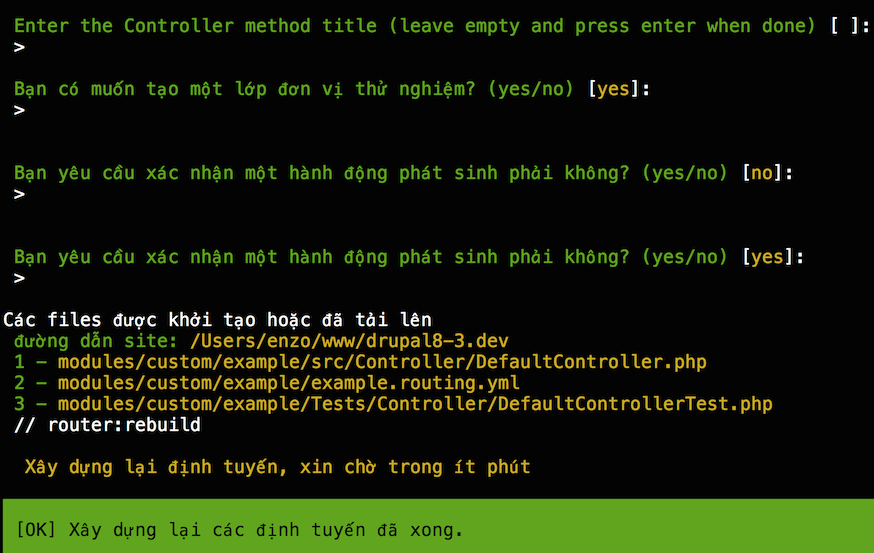 Enter the Controller method title (leave empty and press enter when done) [ ]:
>
Bạn có muốn tạo một lớp đơn vị thử nghiệm? (yes/no) [yes]:
>
Bạn yêu cầu xác nhận một hành động phát sinh phải không? (yes/no) [no]:
>
Bạn yêu cầu xác nhận một hành động phát sinh phải không? (yes/no) [yes]:
>
Các files được khởi tạo hoặc đã tải lên
đường dẫn site: /Users/enzo/www/drupal8-3.dev
1 - modules/custom/example/src/Controller/DefaultController.php
2 - modules/custom/example/example.routing.yml
3 - modules/custom/example/Tests/Controller/DefaultControllerTest.php
// router:rebuild
Xây dựng lại định tuyến, xin chờ trong ít phút
[OK] Xây dựng lại các định tuyến đã xong.